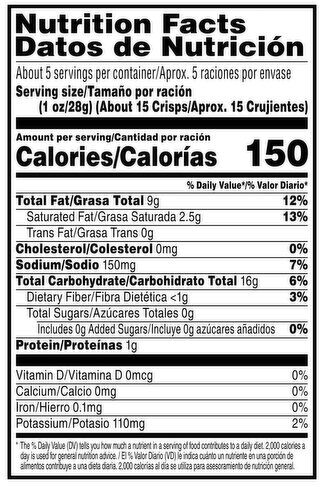 Nutrition Facts
Datos de Nutrición
About 5 servings per container/Aprox. 5 raciones por envase
Serving size/Tamaño por ración
(1 oz/28g) (About 15 Crisps/Aprox. 15 Crujientes)
Amount per serving/Cantidad por ración
Calories/Calorías 150
% Daily Value*/% Valor Diario*
Total Fat/Grasa Total 9g 12%
Saturated Fat/Grasa Saturada 2.5g 13%
Trans Fat/Grasa Trans 0g
Cholesterol/Colesterol 0mg 0%
Sodium/Sodio 150mg 7%
Total Carbohydrate/Carbohidrato Total 16g 6%
Dietary Fiber/Fibra Dietética <1g 3%
Total Sugars/Azúcares Totales 0g
Includes 0g Added Sugars/Incluye 0g azúcares añadidos 0%
Protein/Proteínas 1g
Vitamin D/Vitamina D 0mcg 0%
Calcium/Calcio 0mg 0%
Iron/Hierro 0.1mg 0%
Potassium/Potasio 110mg 2%
* The % Daily Value (DV) tells you how much a nutrient in a serving of food contributes to a daily diet. 2,000 calories a
day is used for general nutrition advice. / El % Valor Diario (VD) le indica cuánto un nutriente en una porción de
alimentos contribuye a una dieta diaria. 2,000 calorías al día se utiliza para asesoramiento de nutrición general.